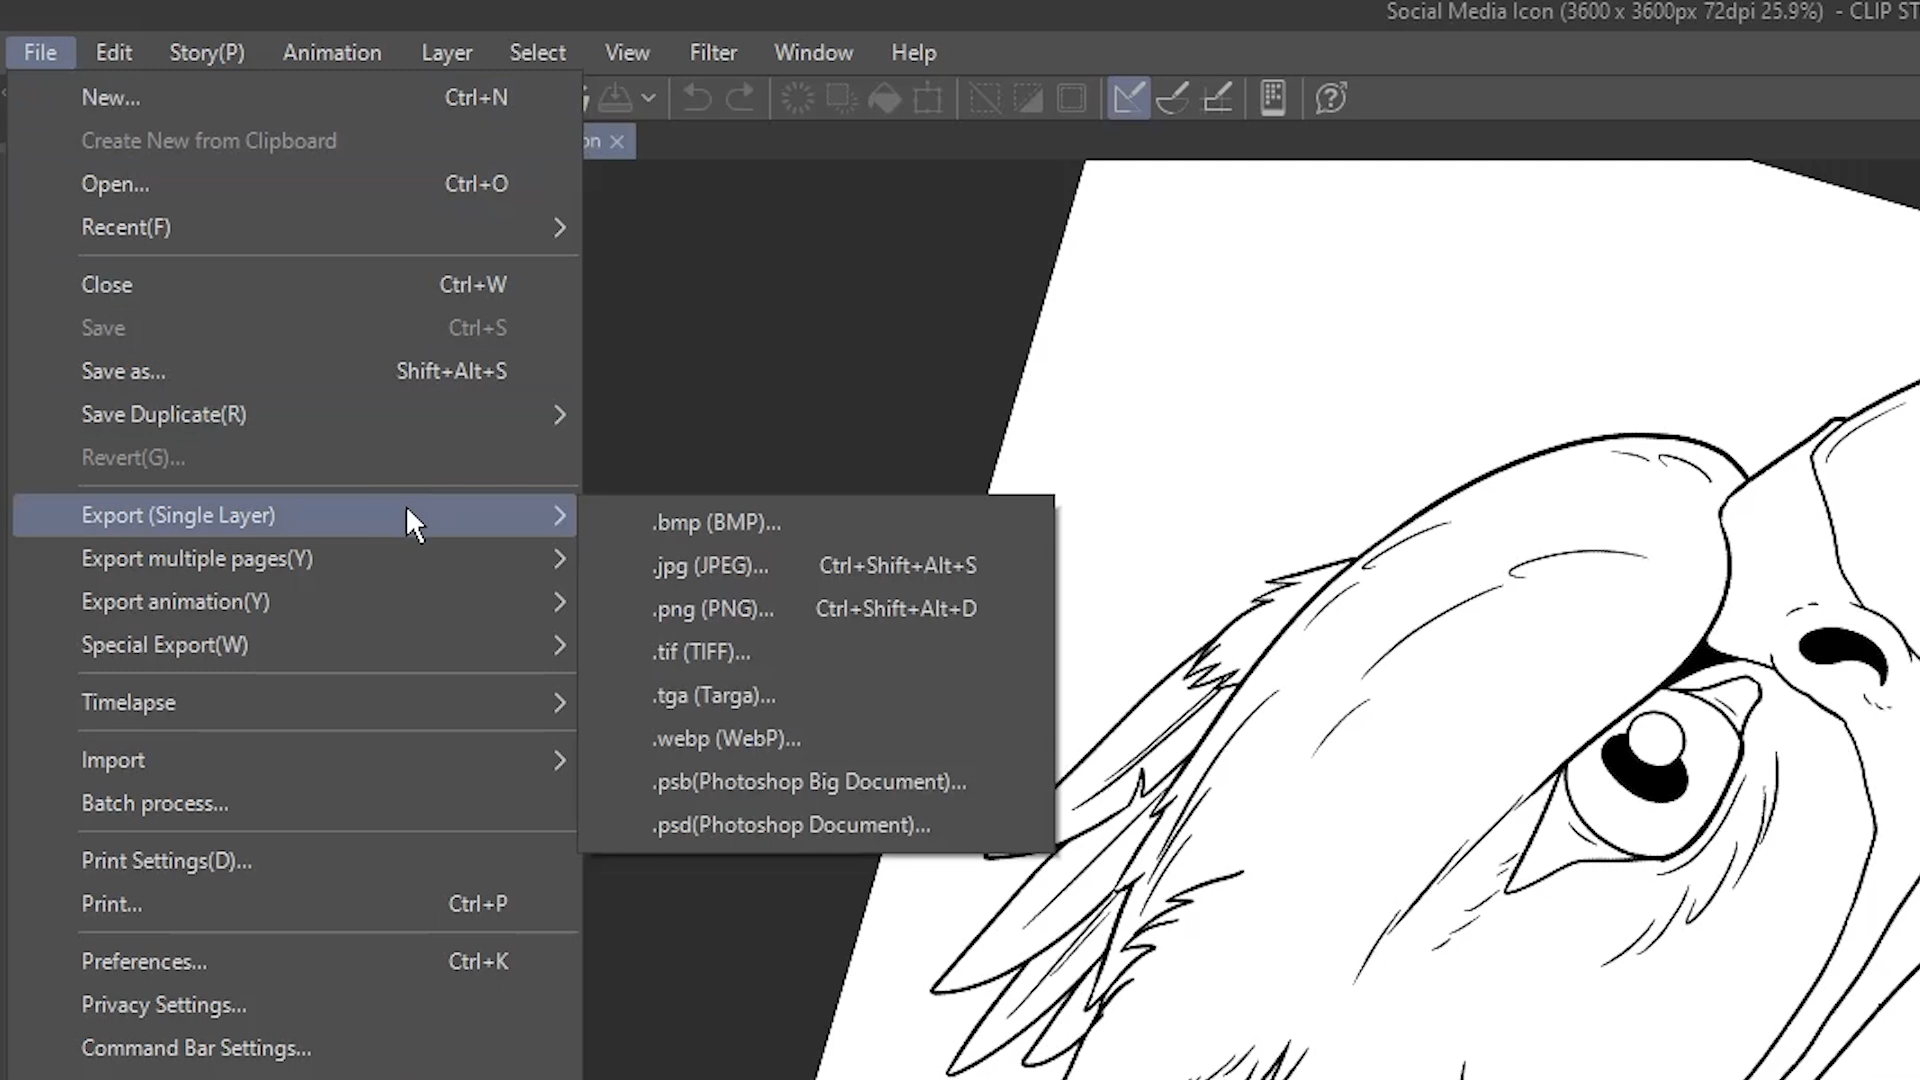 Social Media Icon (3600 x 3600px 72dpi 25.9%) - CLIP ST
File Edit Story(P) Animation Layer Select View Filter Window Help
on
New... Ctrl+N
Create New from Clipboard
Open... Ctrl+O
Recent(F)
Close Ctrl+W
Save Ctrl+S
Save as... Shift+Alt+S
Save Duplicate(R)
Revert(G)...
Export (Single Layer)
Export multiple pages(Y)
Export animation(Y)
Special Export(W)
Timelapse
Import
Batch process...
Print Settings(D)...
Print... Ctrl+P
Preferences... Ctrl+K
Privacy Settings...
Command Bar Settings...
.bmp (BMP)...
.jpg (JPEG)... Ctrl+Shift+Alt+S
.png (PNG)... Ctrl+Shift+Alt+D
.tif (TIFF)...
.tga (Targa)...
.webp (WebP)...
.psb(Photoshop Big Document)...
.psd(Photoshop Document)...